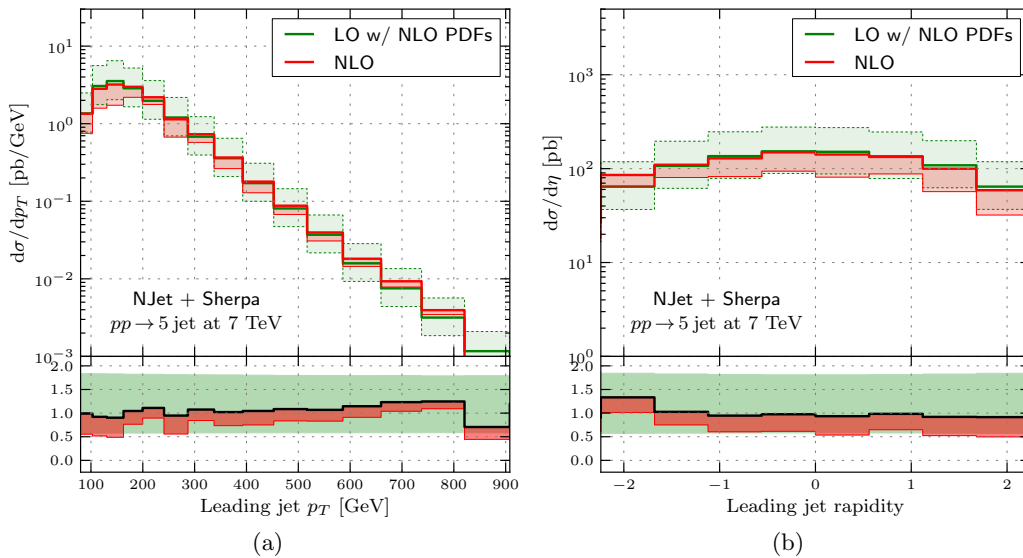 LO w/ NLO PDFs
NLO
dσ/dp_T [pb/GeV]
10^1
10^0
10^−1
10^−2
10^−3
NJet + Sherpa
pp → 5 jet at 7 TeV
2.0
1.5
1.0
0.5
0.0
100 200 300 400 500 600 700 800 900
Leading jet p_T [GeV]
(a)
LO w/ NLO PDFs
NLO
dσ/dη [pb]
10^3
10^2
10^1
10^0
NJet + Sherpa
pp → 5 jet at 7 TeV
2.0
1.5
1.0
0.5
0.0
−2 −1 0 1 2
Leading jet rapidity
(b)